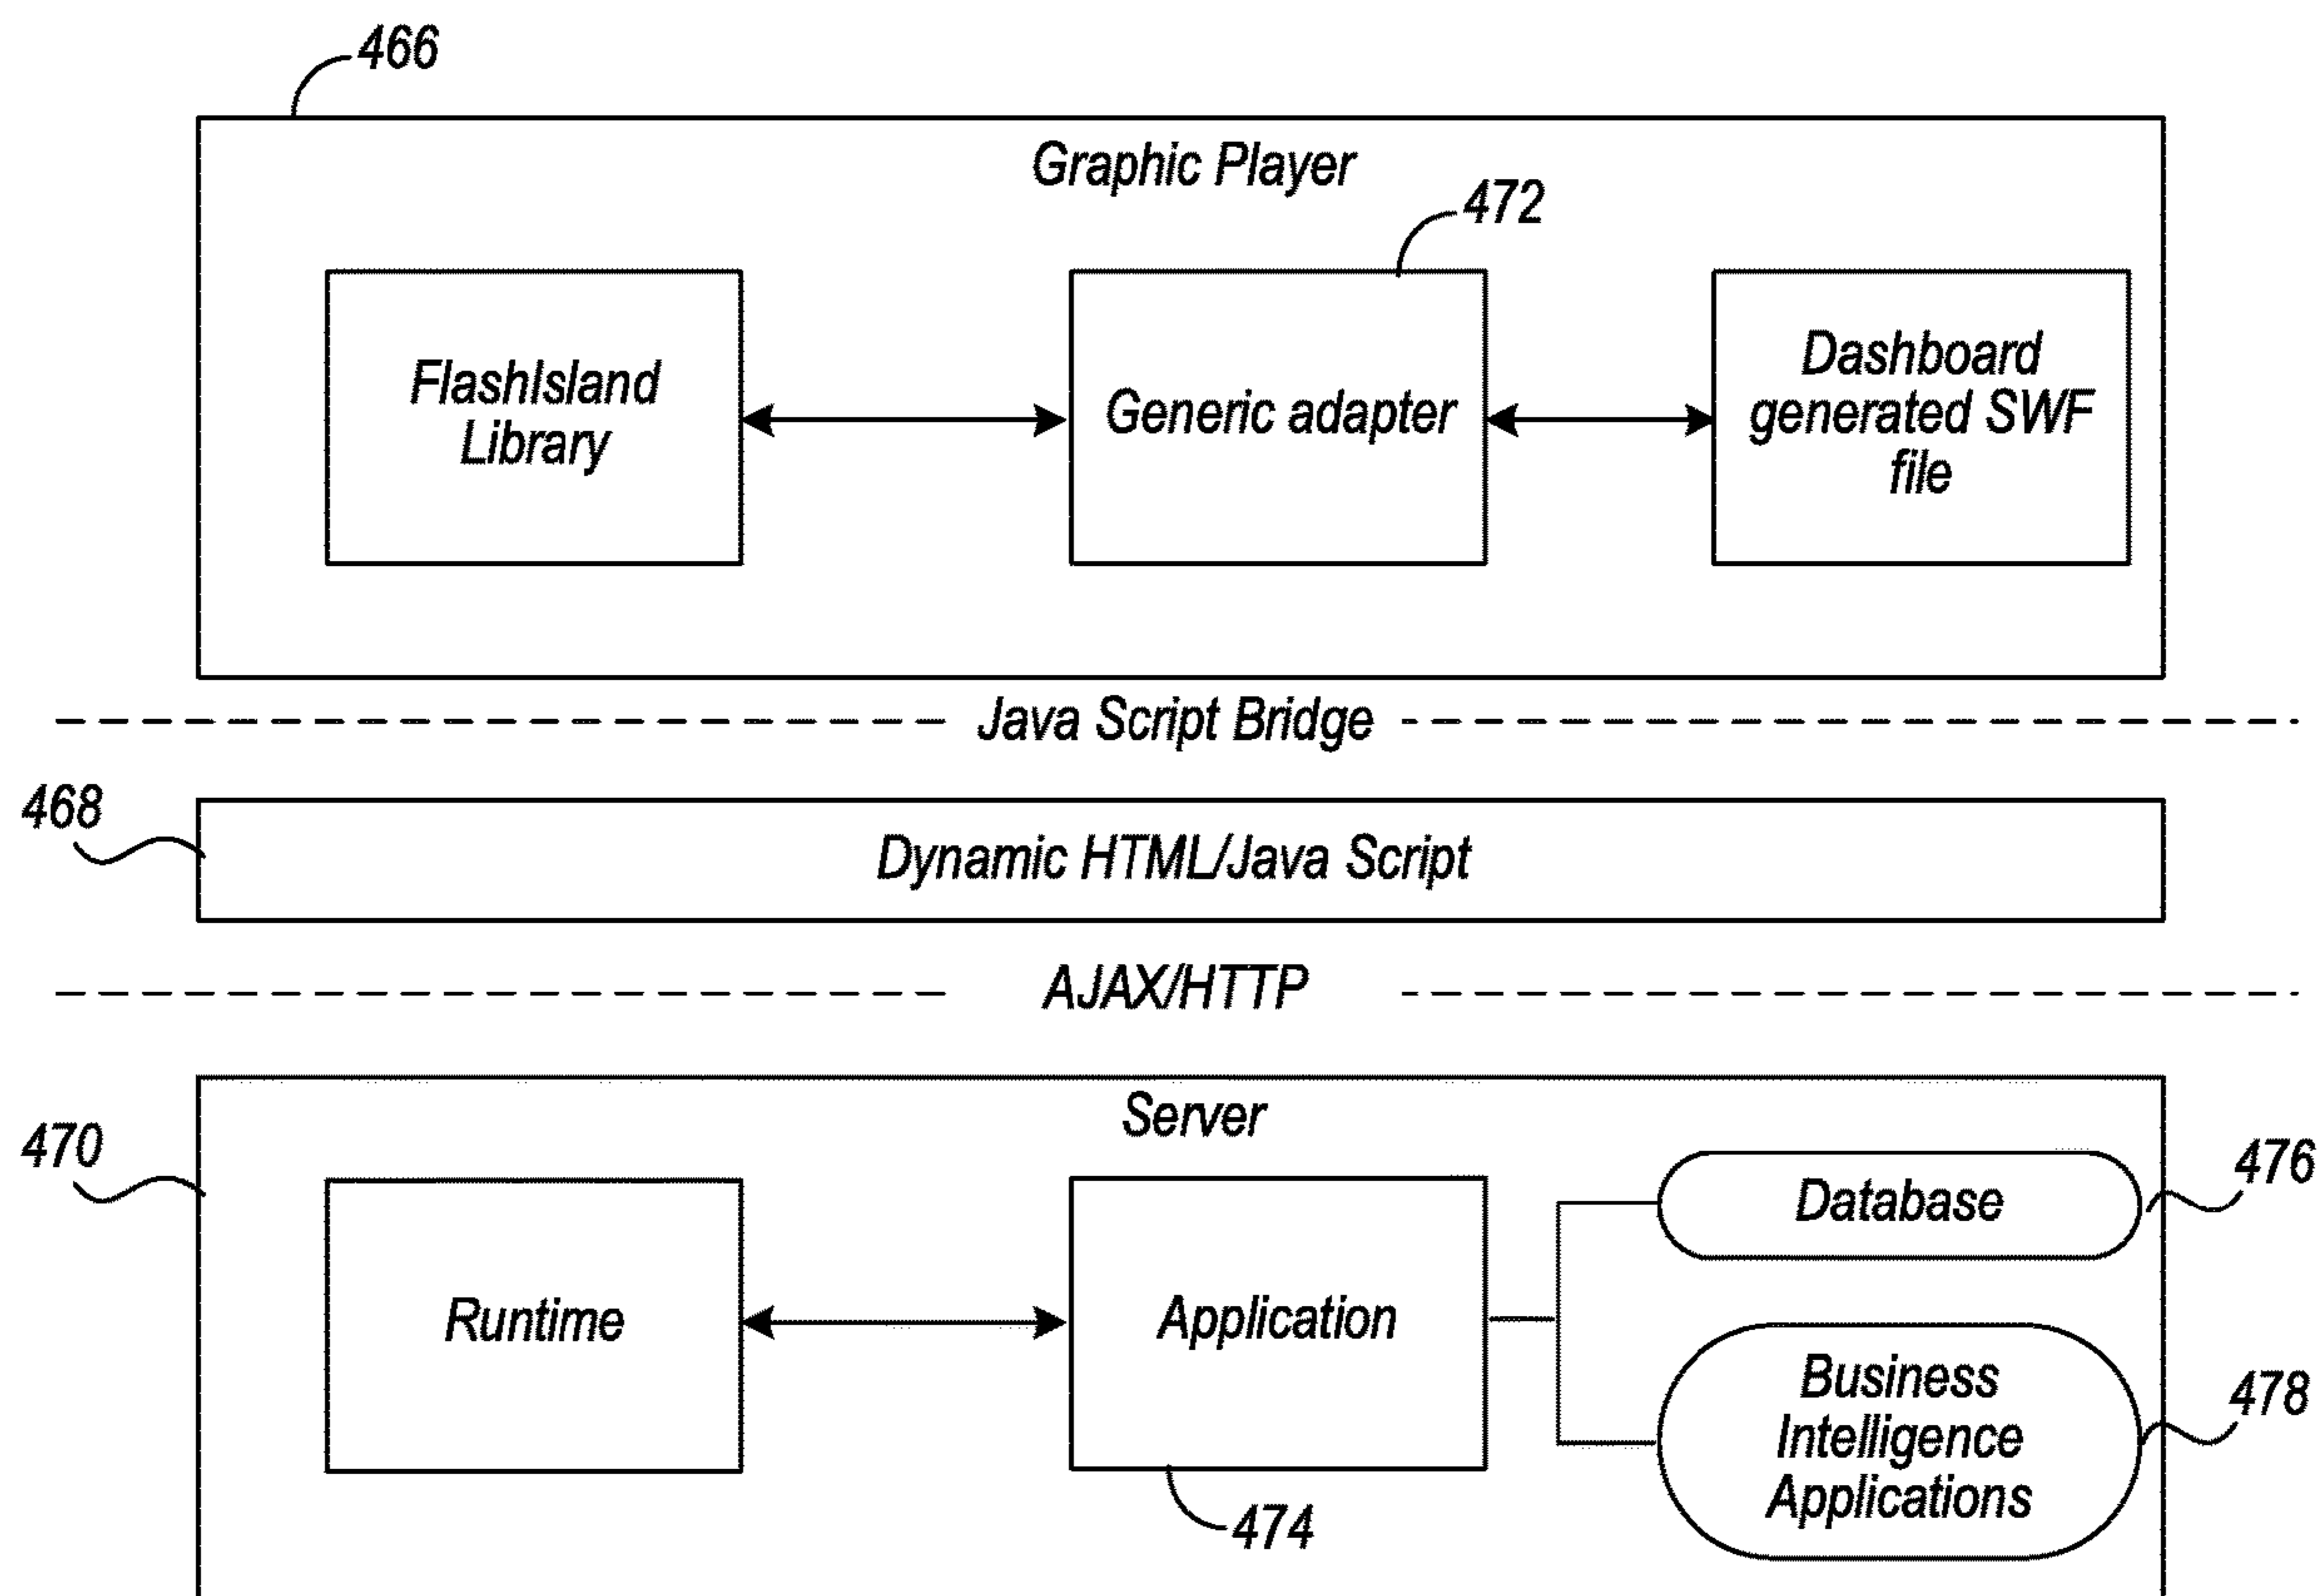 466
Graphic Player
472
FlashIsland
Library
Generic adapter
Dashboard
generated SWF
file
Java Script Bridge
468
Dynamic HTML/Java Script
AJAX/HTTP
Server
470
476
Database
Runtime
Application
Business
Intelligence
Applications
478
474